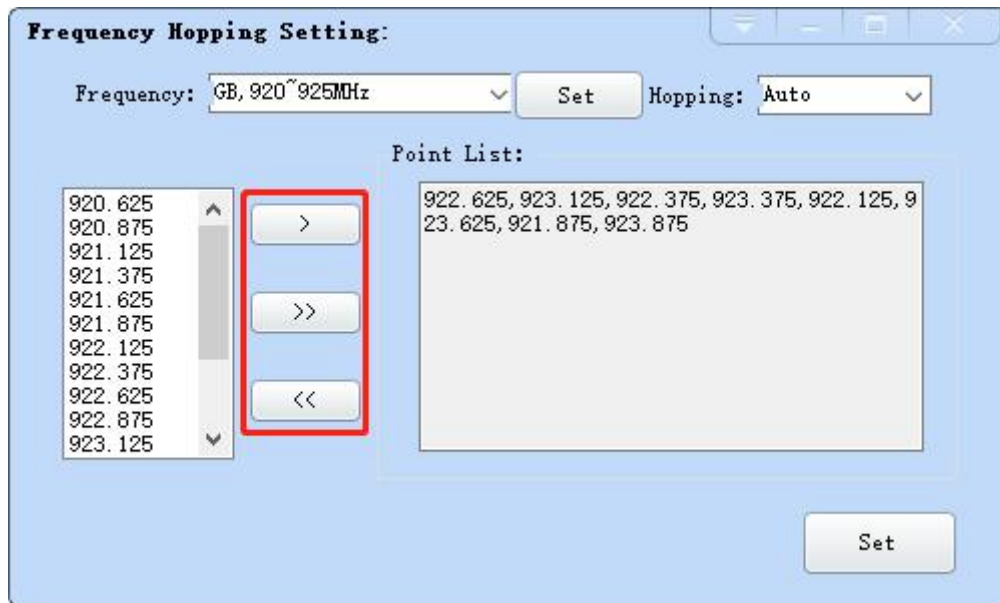 Frequency Hopping Setting:
Frequency: GB, 920~925MHz Set Hopping: Auto
Point List:
920.625
920.875
921.125
921.375
921.625
921.875
922.125
922.375
922.625
922.875
923.125
>
>>
<<
922.625, 923.125, 922.375, 923.375, 922.125, 9
23.625, 921.875, 923.875
Set